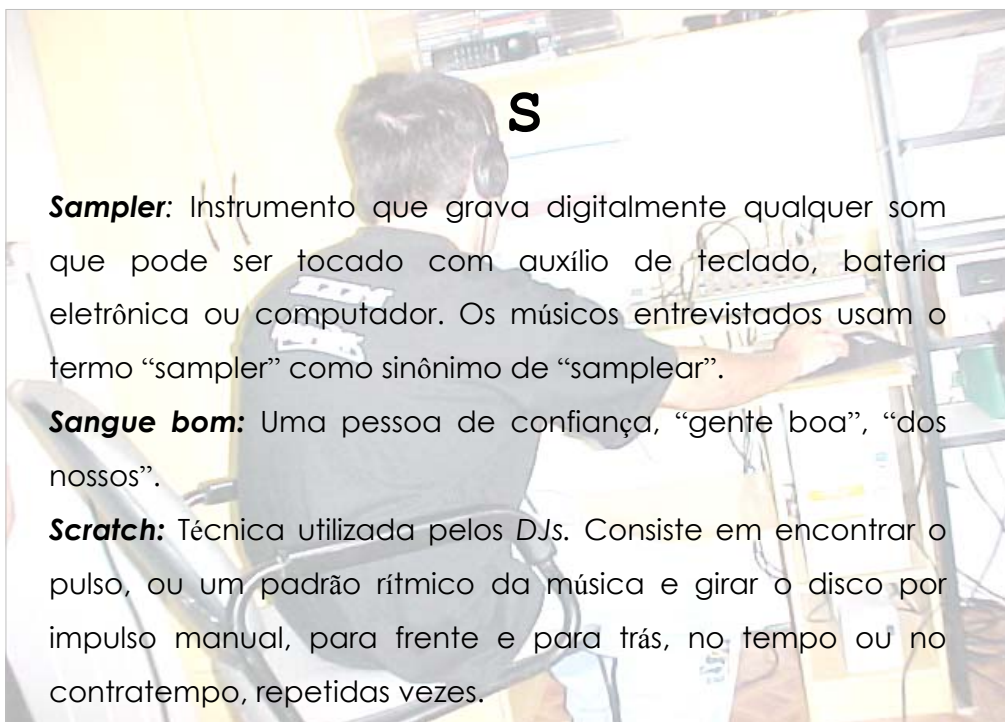 S
Sampler: Instrumento que grava digitalmente qualquer som
que pode ser tocado com auxílio de teclado, bateria
eletrônica ou computador. Os músicos entrevistados usam o
termo “sampler” como sinônimo de “samplear”.
Sangue bom: Uma pessoa de confiança, “gente boa”, “dos
nossos”.
Scratch: Técnica utilizada pelos DJs. Consiste em encontrar o
pulso, ou um padrão rítmico da música e girar o disco por
impulso manual, para frente e para trás, no tempo ou no
contratempo, repetidas vezes.